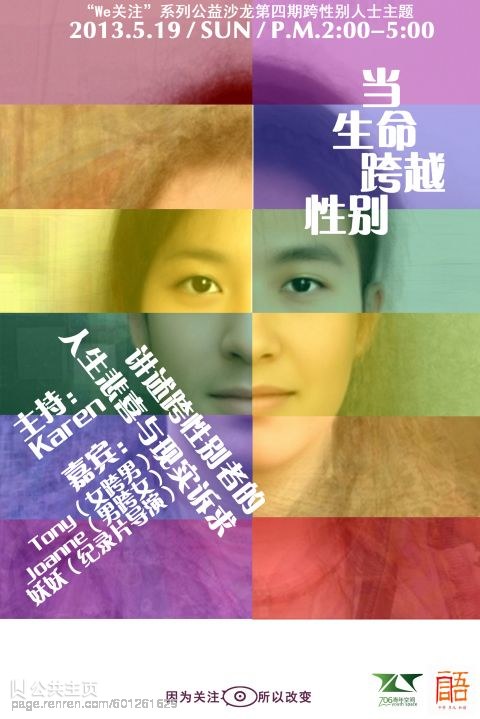 “We关注”系列公益沙龙第四期跨性别人士主题
2013.5.19 / SUN / P.M.2:00-5:00
当
生命
跨越
性别
讲述跨性别者的
人生悲喜与现实诉求
主持：
Karen
嘉宾：
Tony（女跨男）
Joanne（男跨女）
妖妖（纪录片导演）
因为关注 所以改变
公共主页
page.renren.com/601261629
706青年空间
youth space
同语